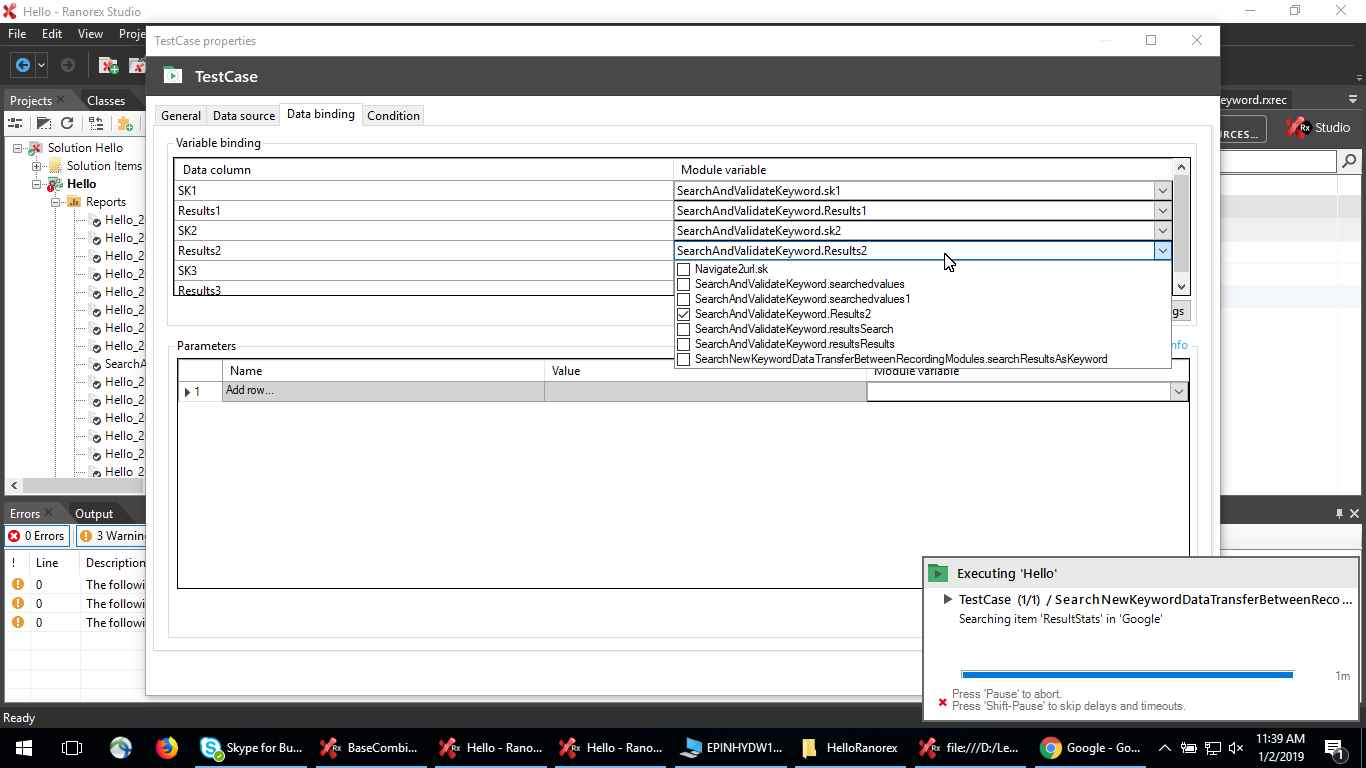 Hello - Ranorex Studio
File Edit View Proje
TestCase properties
TestCase
Projects Classes
eyword.rxrec
General Data source Data binding Condition
URCES... Rx Studio
Solution Hello
Solution Items
Hello
Reports
Hello_2
Hello_2
Hello_2
Hello_2
Hello_2
Hello_2
Hello_2
Hello_2
SearchA
Hello_2
Hello_2
Hello_2
Hello_2
Hello_2
Hello_2
Variable binding
Data column Module variable
SK1 SearchAndValidateKeyword.sk1
Results1 SearchAndValidateKeyword.Results1
SK2 SearchAndValidateKeyword.sk2
Results2 SearchAndValidateKeyword.Results2
SK3
Results3
Navigate2url.sk
SearchAndValidateKeyword.searchedvalues
SearchAndValidateKeyword.searchedvalues1
SearchAndValidateKeyword.Results2
SearchAndValidateKeyword.resultsSearch
SearchAndValidateKeyword.resultsResults
SearchNewKeywordDataTransferBetweenRecordingModules.searchResultsAsKeyword
gs
Parameters
nfo
Name Value Module variable
1 Add row...
Errors Output
0 Errors 3 Warnin
! Line Description
0 The followi
0 The followi
0 The followi
Executing 'Hello'
TestCase (1/1) / SearchNewKeywordDataTransferBetweenReco ...
Searching item 'ResultStats' in 'Google'
1m
Press 'Pause' to abort.
Press 'Shift-Pause' to skip delays and timeouts.
Ready
Skype for Bu... Rx BaseCombi... Rx Hello - Rano... Rx Hello - Rano... EPINHYDW1... HelloRanorex Rx file:///D:/Le... Google - Go...
11:39 AM
1/2/2019
1